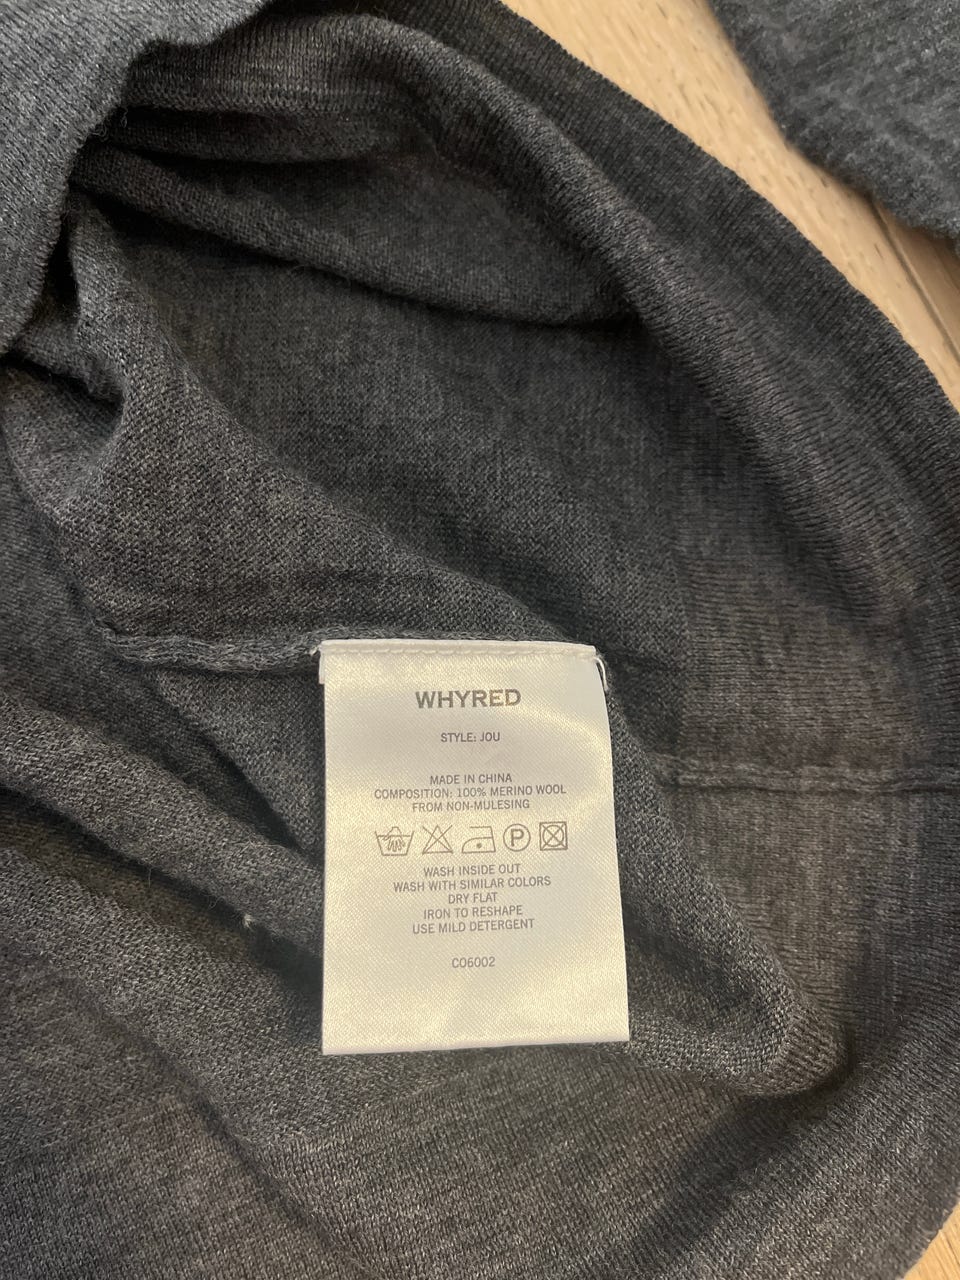 WHYRED
STYLE: JOU
MADE IN CHINA
COMPOSITION: 100% MERINO WOOL
FROM NON-MULESING
P
WASH INSIDE OUT
WASH WITH SIMILAR COLORS
DRY FLAT
IRON TO RESHAPE
USE MILD DETERGENT
CO6002